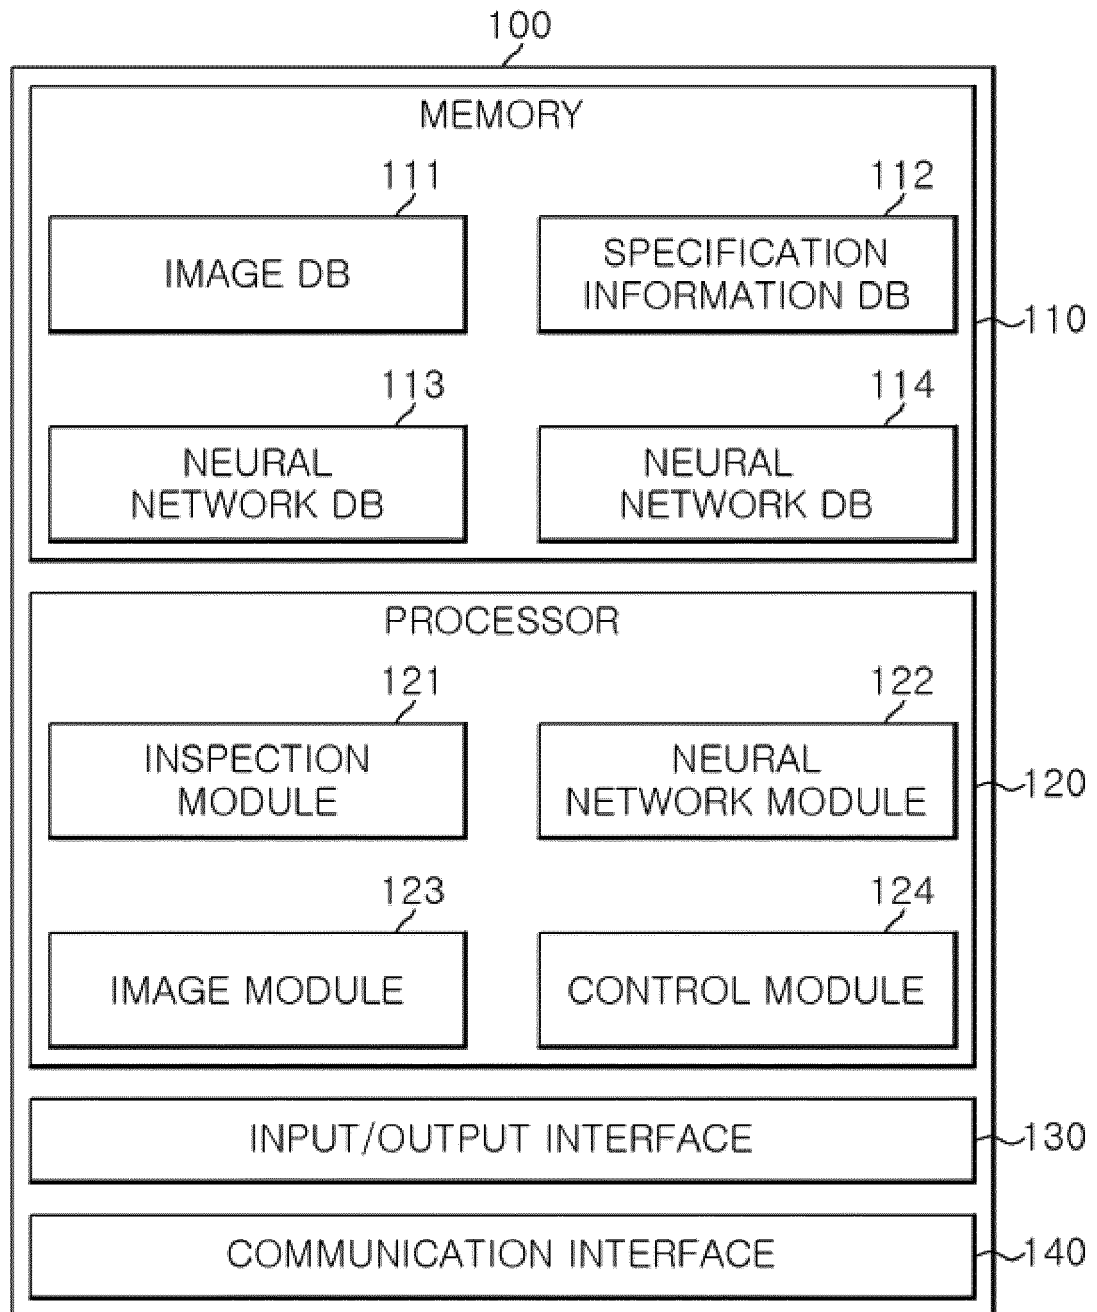 100
MEMORY
111
112
IMAGE DB
SPECIFICATION
INFORMATION DB
110
113
114
NEURAL
NETWORK DB
NEURAL
NETWORK DB
PROCESSOR
121
122
INSPECTION
MODULE
NEURAL
NETWORK MODULE
120
123
124
IMAGE MODULE
CONTROL MODULE
INPUT/OUTPUT INTERFACE
130
COMMUNICATION INTERFACE
140